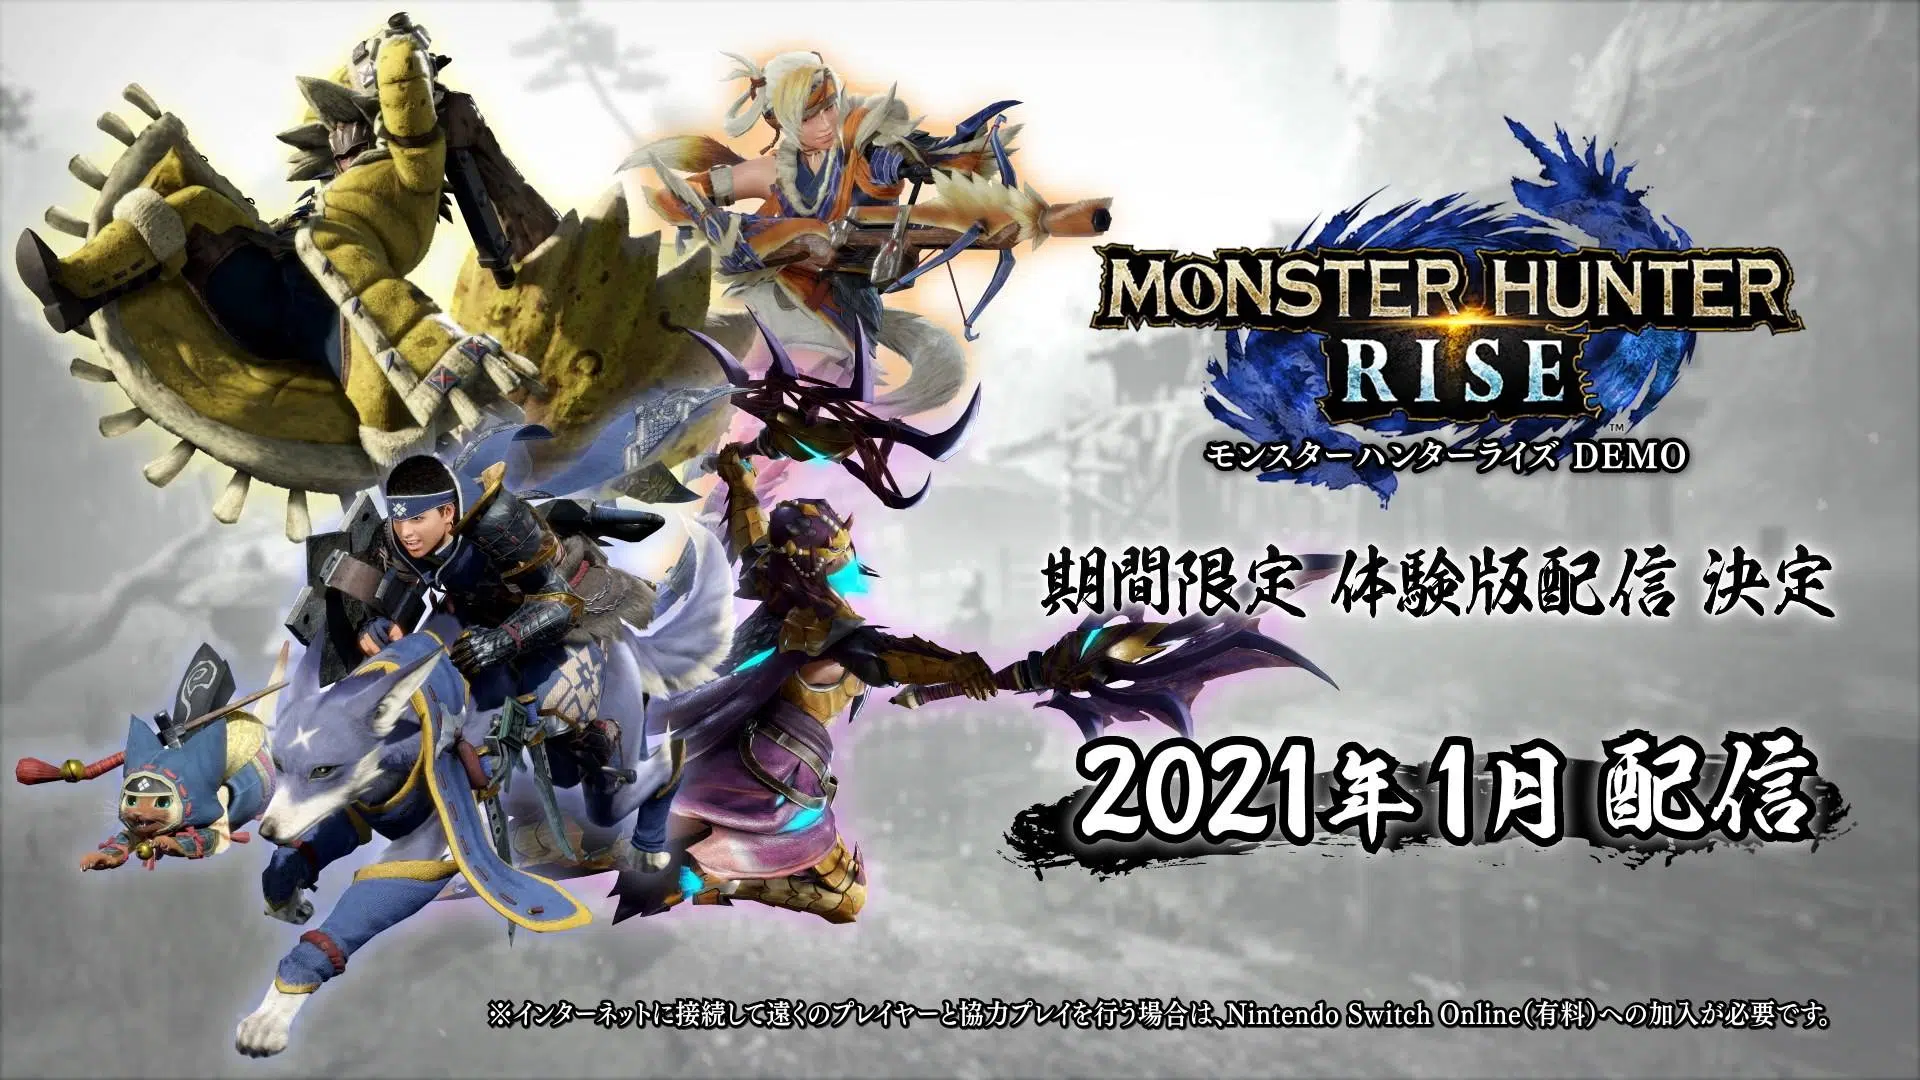 MONSTER HUNTER
RISE
TM
モンスターハンターライズ DEMO
期間限定 体験版配信 決定
2021年1月 配信
※インターネットに接続して遠くのプレイヤーと協力プレイを行う場合は、Nintendo Switch Online(有料)への加入が必要です。